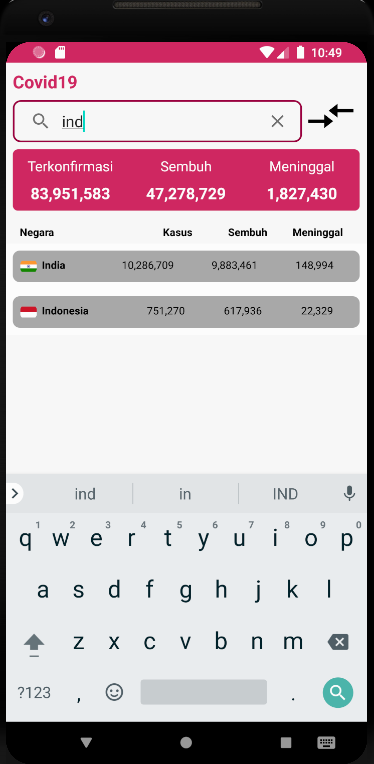 10:49
Covid19
ind
Terkonfirmasi Sembuh Meninggal
83,951,583 47,278,729 1,827,430
Negara Kasus Sembuh Meninggal
India 10,286,709 9,883,461 148,994
Indonesia 751,270 617,936 22,329
ind in IND
1 2 3 4 5 6 7 8 9 0
q w e r t y u i o p
a s d f g h j k l
z x c v b n m
?123 , .